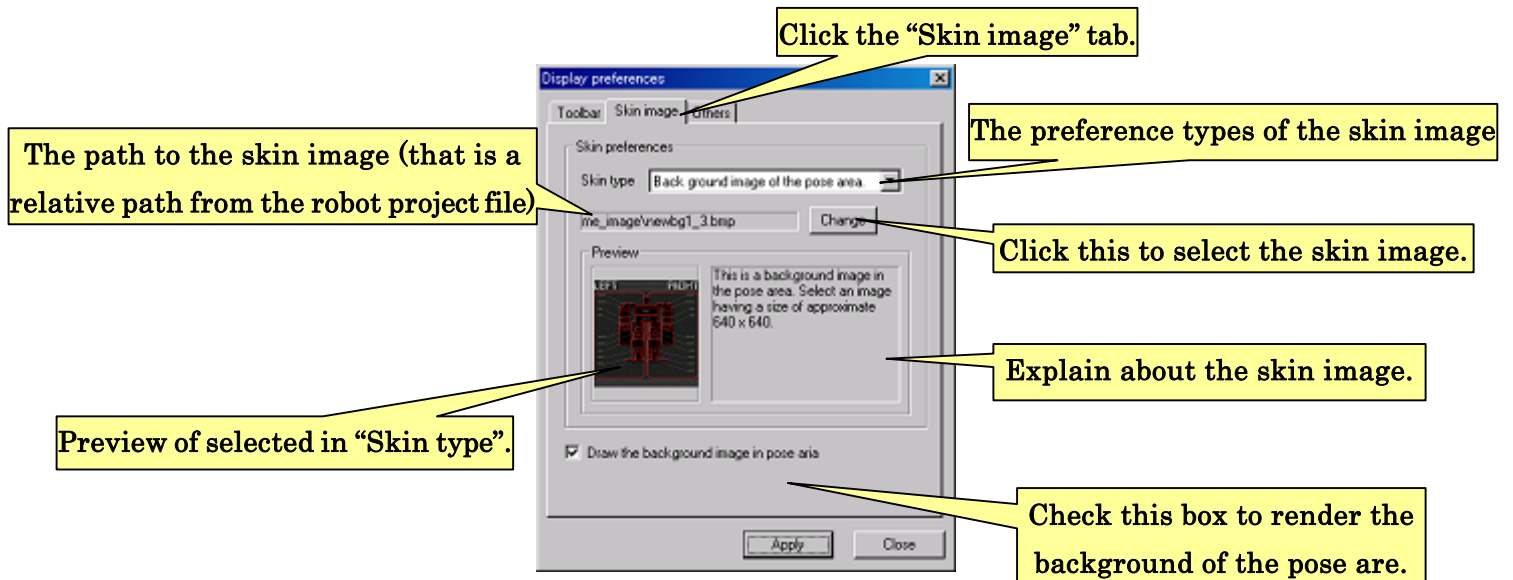 Click the “Skin image” tab.
Display preferences
Toolbar Skin image Others
The preference types of the skin image
The path to the skin image (that is a
relative path from the robot project file)
Skin preferences
Skin type Back ground image of the pose area.
me_image\newbg1_3.bmp Change
Click this to select the skin image.
Preview
LEFT RIGHT
This is a background image in
the pose area. Select an image
having a size of approximate
640 x 640.
Explain about the skin image.
Preview of selected in “Skin type”.
Draw the background image in pose aria
Check this box to render the
background of the pose are.
Apply Close